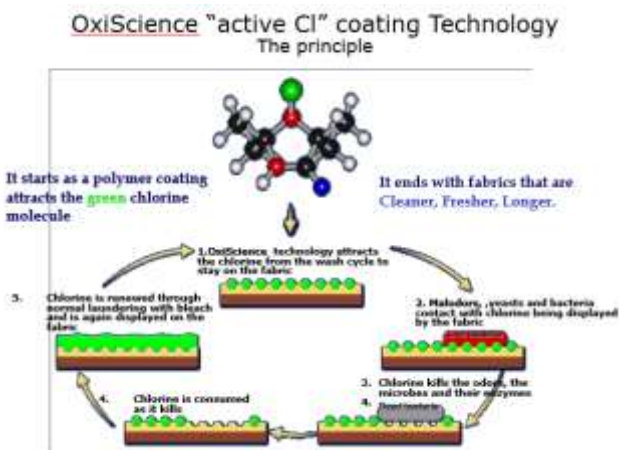 OxiScience “active Cl” coating Technology
The principle
It starts as a polymer coating
attracts the green chlorine
molecule
It ends with fabrics that are
Cleaner, Fresher, Longer.
1.OxiScience technology attracts
the chlorine from the wash cycle to
stay on the fabric
2. Malodors, ,yeasts and bacteria
contact with chlorine being displayed
by the fabric
3. Chlorine kills the odors, the
microbes and their enzymes
4.
4. Chlorine is consumed
as it kills
5. Chlorine is renewed through
normal laundering with bleach
and is again displayed on the
fabric